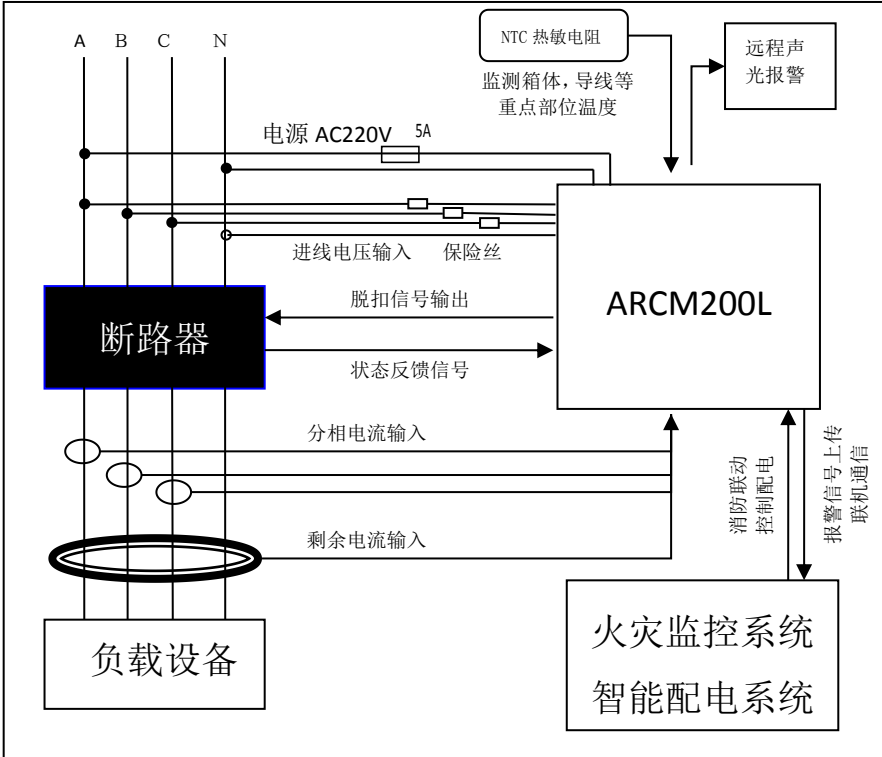 A B C N
NTC 热敏电阻
监测箱体，导线等
重点部位温度
远程声
光报警
电源 AC220V 5A
进线电压输入 保险丝
脱扣信号输出
断路器
状态反馈信号
ARCM200L
分相电流输入
剩余电流输入
消防联动
控制配电
报警信号上传
联机通信
负载设备
火灾监控系统
智能配电系统